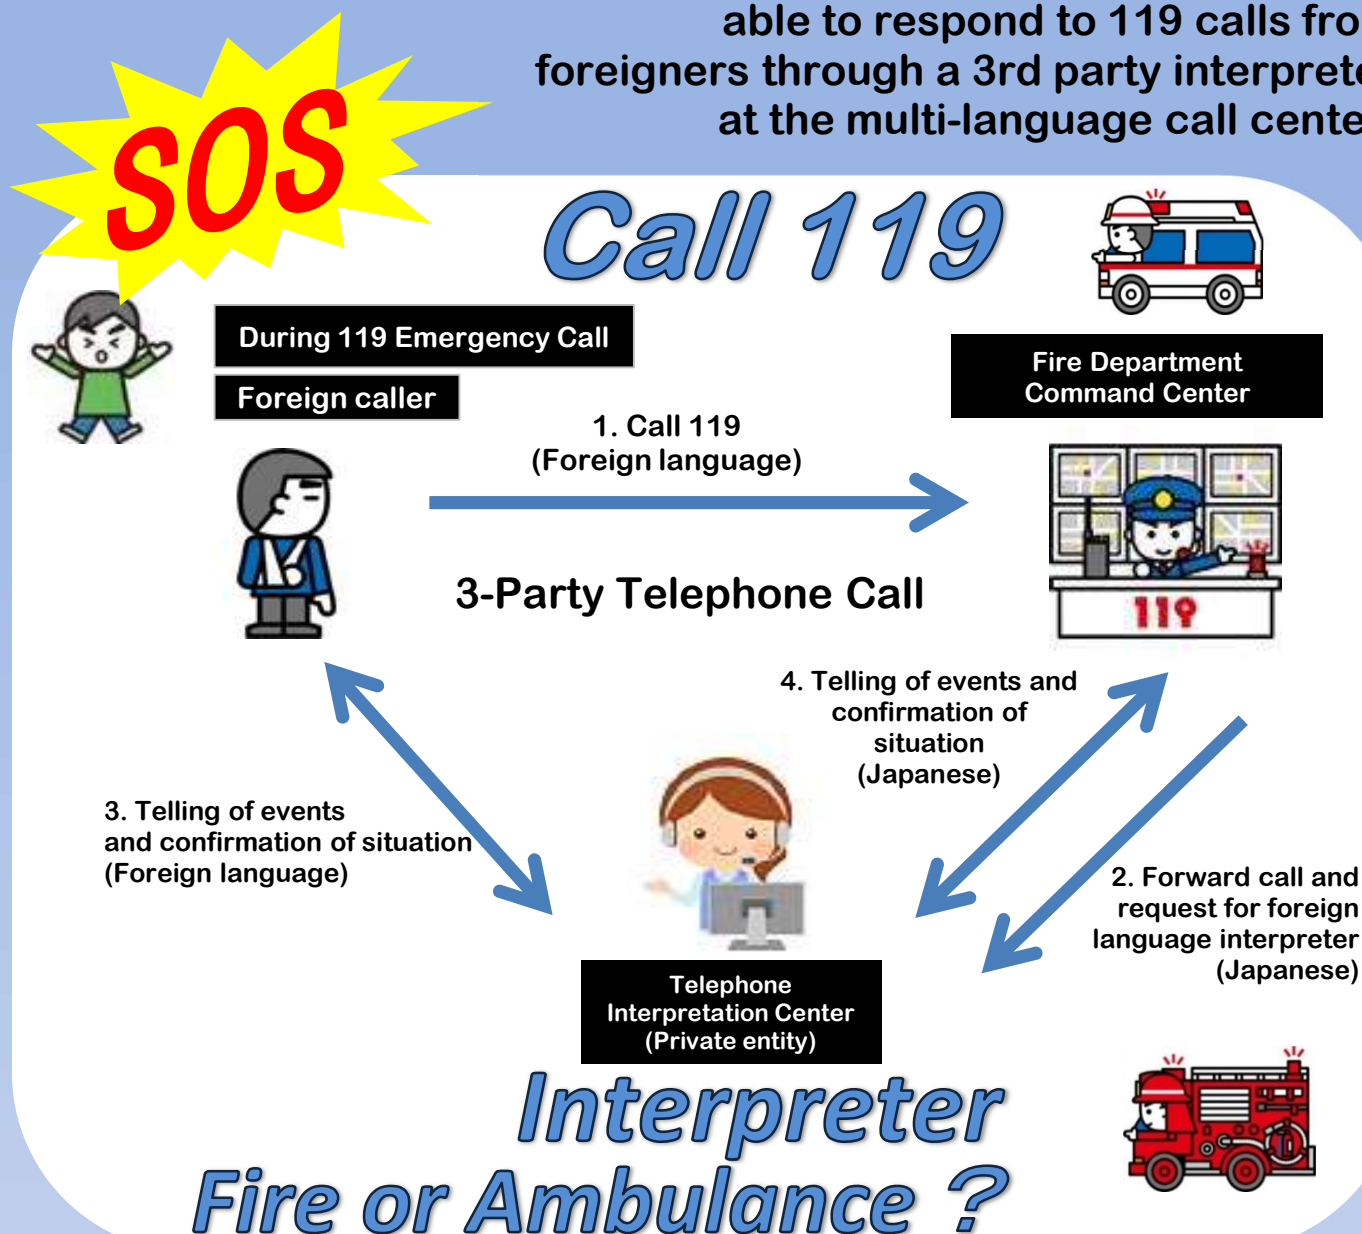 able to respond to 119 calls fro
foreigners through a 3rd party interprete
at the multi-language call cente
SOS
Call 119
During 119 Emergency Call
Foreign caller
Fire Department
Command Center
1. Call 119
(Foreign language)
119
3-Party Telephone Call
4. Telling of events and
confirmation of
situation
(Japanese)
3. Telling of events
and confirmation of situation
(Foreign language)
2. Forward call and
request for foreign
language interpreter
(Japanese)
Telephone
Interpretation Center
(Private entity)
Interpreter
Fire or Ambulance ?